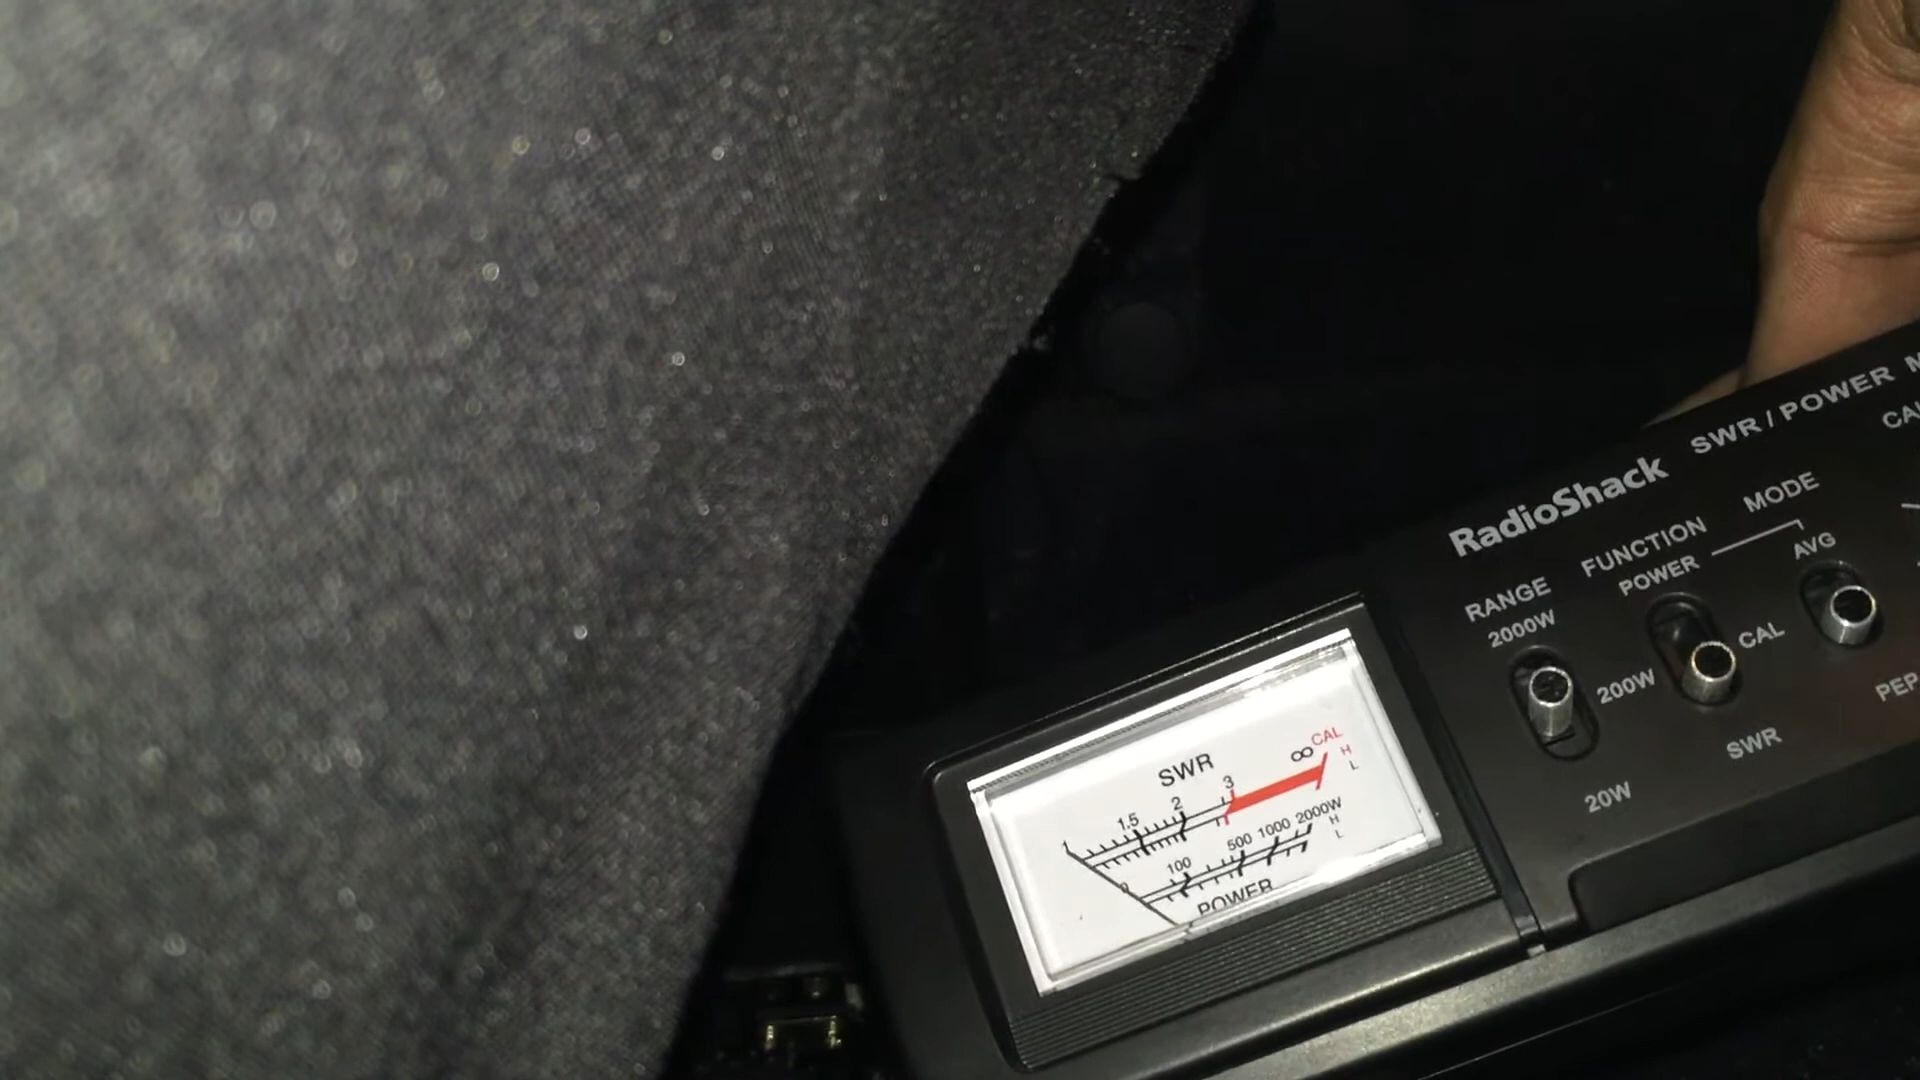 RadioShack SWR / POWER
RANGE FUNCTION MODE
2000W POWER AVG
200W CAL
20W SWR PEP
SWR
1 1.5 2 3 ∞ CAL
H
L
100 500 1000 2000W
H
L
POWER